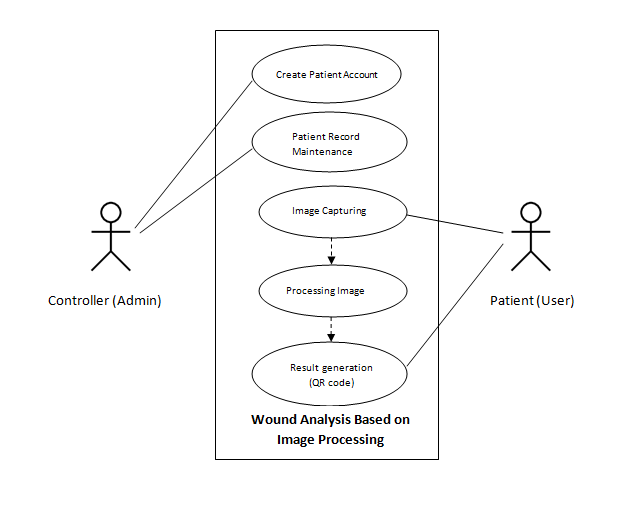 Create Patient Account
Patient Record
Maintenance
Image Capturing
Controller (Admin)
Processing Image
Patient (User)
Result generation
(QR code)
Wound Analysis Based on
Image Processing